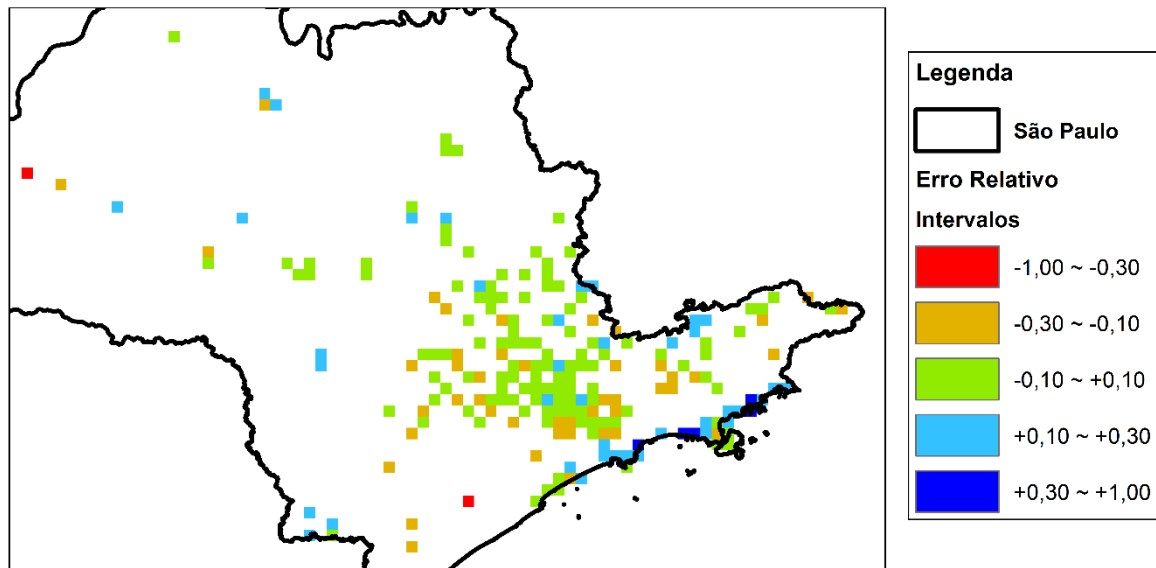 Legenda
São Paulo
Erro Relativo
Intervalos
-1,00 ~ -0,30
-0,30 ~ -0,10
-0,10 ~ +0,10
+0,10 ~ +0,30
+0,30 ~ +1,00